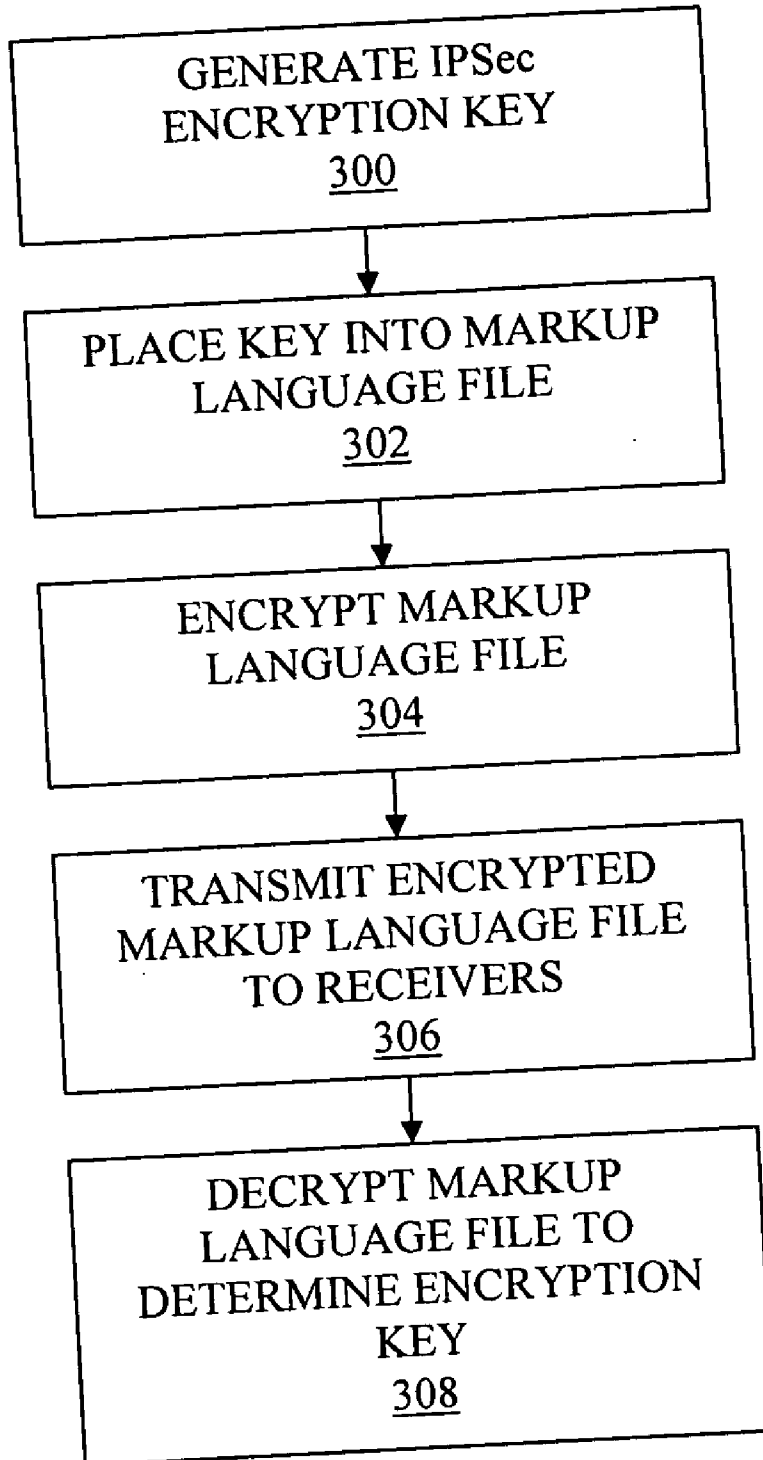 GENERATE IPSec
ENCRYPTION KEY
300
PLACE KEY INTO MARKUP
LANGUAGE FILE
302
ENCRYPT MARKUP
LANGUAGE FILE
304
TRANSMIT ENCRYPTED
MARKUP LANGUAGE FILE
TO RECEIVERS
306
DECRYPT MARKUP
LANGUAGE FILE TO
DETERMINE ENCRYPTION
KEY
308